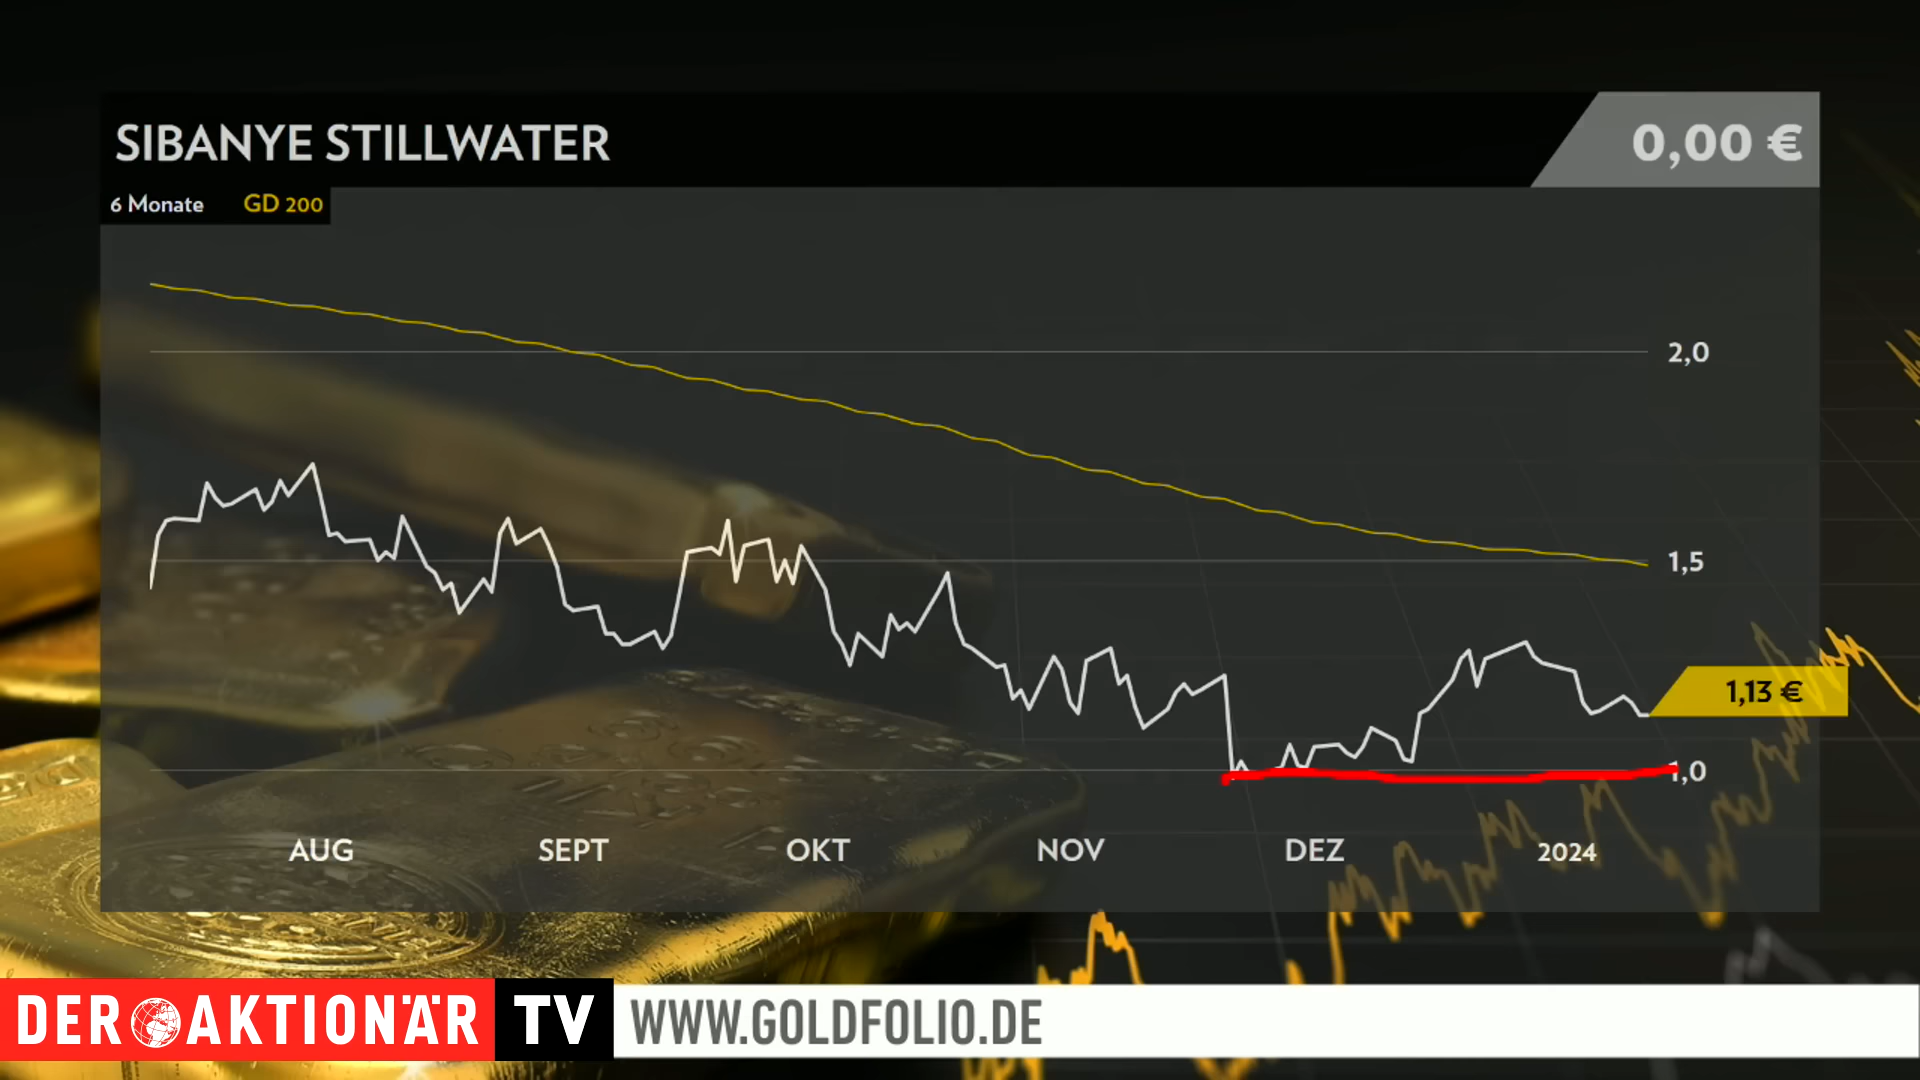 SIBANYE STILLWATER
0,00 €
6 Monate GD 200
2,0
1,5
1,13 €
1,0
AUG SEPT OKT NOV DEZ 2024
DER AKTIONÄR TV WWW.GOLDFOLIO.DE